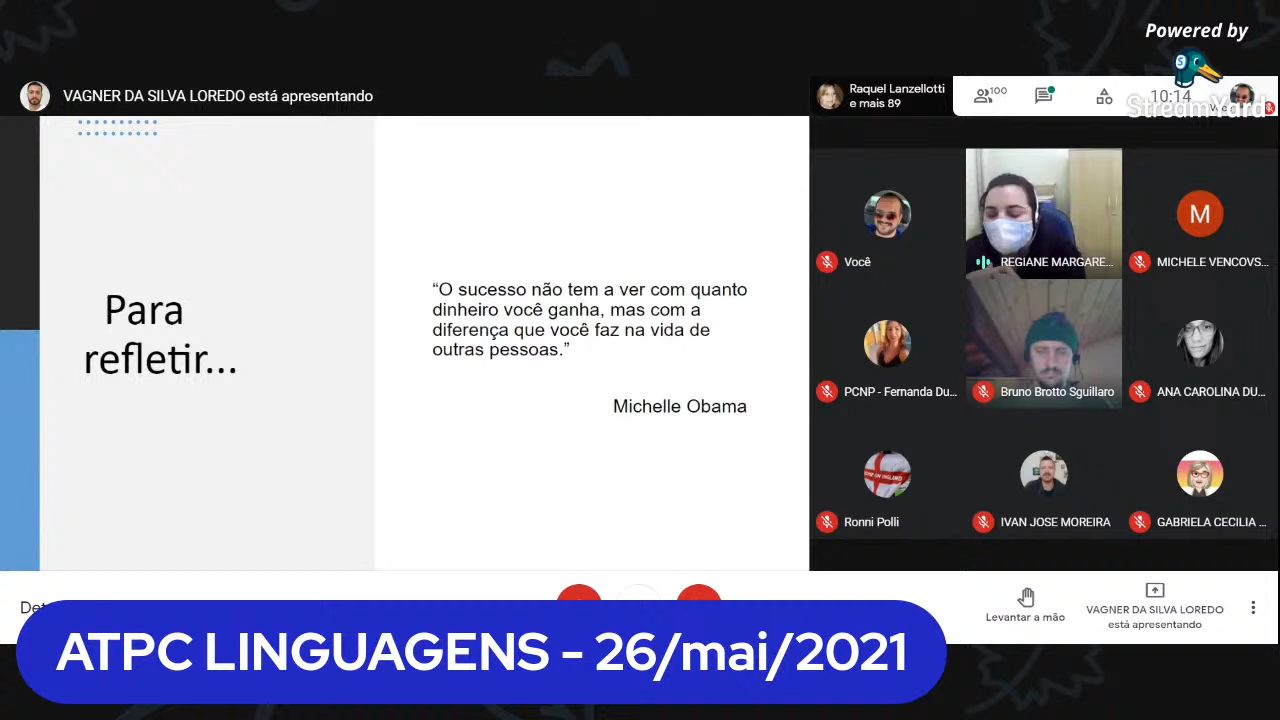 Powered by
StreamYard
VAGNER DA SILVA LOREDO está apresentando
Raquel Lanzellotti
e mais 89
100
10:14
Para
refletir...
“O sucesso não tem a ver com quanto
dinheiro você ganha, mas com a
diferença que você faz na vida de
outras pessoas.”
Michelle Obama
Você
REGIANE MARGARE...
MICHELE VENCOVS...
PCNP - Fernanda Du...
Bruno Brotto Sguillaro
ANA CAROLINA DU...
Ronni Polli
IVAN JOSE MOREIRA
GABRIELA CECILIA ...
M
Levantar a mão
VAGNER DA SILVA LOREDO
está apresentando
ATPC LINGUAGENS - 26/mai/2021